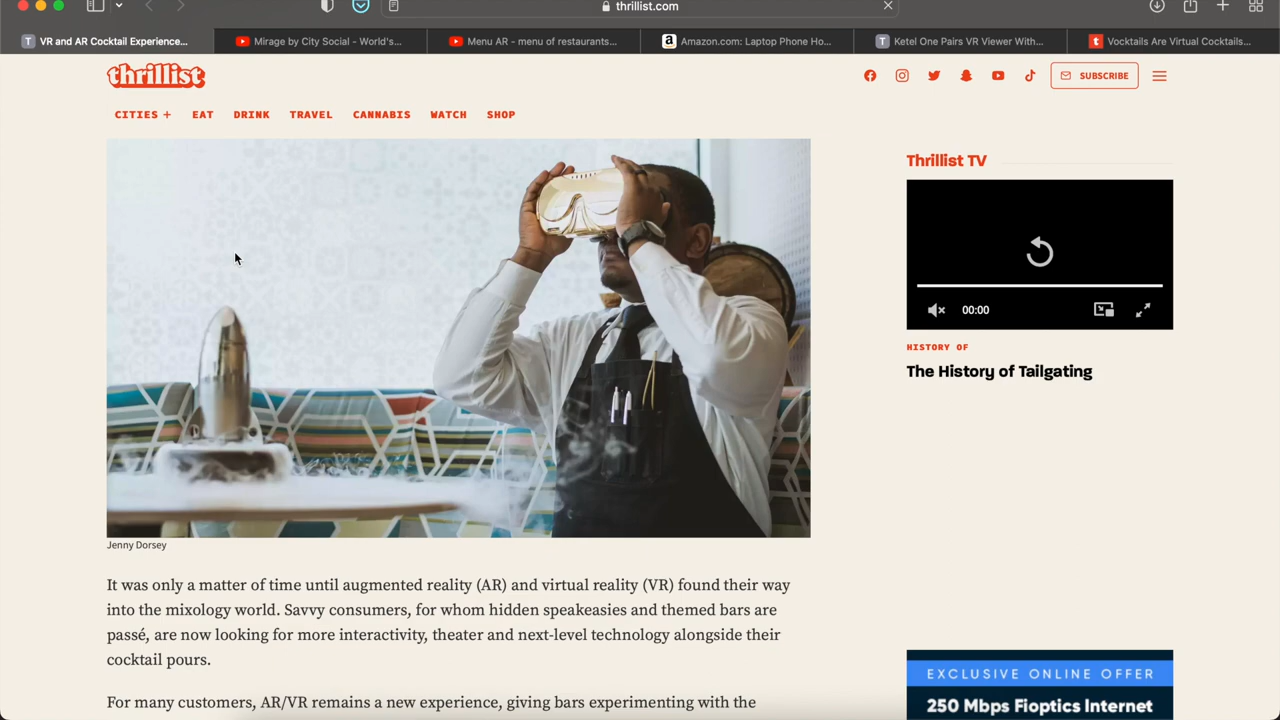 thrillist.com
VR and AR Cocktail Experience...
Mirage by City Social - World's...
Menu AR - menu of restaurants...
Amazon.com: Laptop Phone Ho...
Ketel One Pairs VR Viewer With...
Vocktails Are Virtual Cocktails...
thrillist
SUBSCRIBE
CITIES +
EAT
DRINK
TRAVEL
CANNABIS
WATCH
SHOP
Thrillist TV
00:00
HISTORY OF
The History of Tailgating
Jenny Dorsey
It was only a matter of time until augmented reality (AR) and virtual reality (VR) found their way
into the mixology world. Savvy consumers, for whom hidden speakeasies and themed bars are
passé, are now looking for more interactivity, theater and next-level technology alongside their
cocktail pours.
For many customers, AR/VR remains a new experience, giving bars experimenting with the
EXCLUSIVE ONLINE OFFER
250 Mbps Fioptics Internet